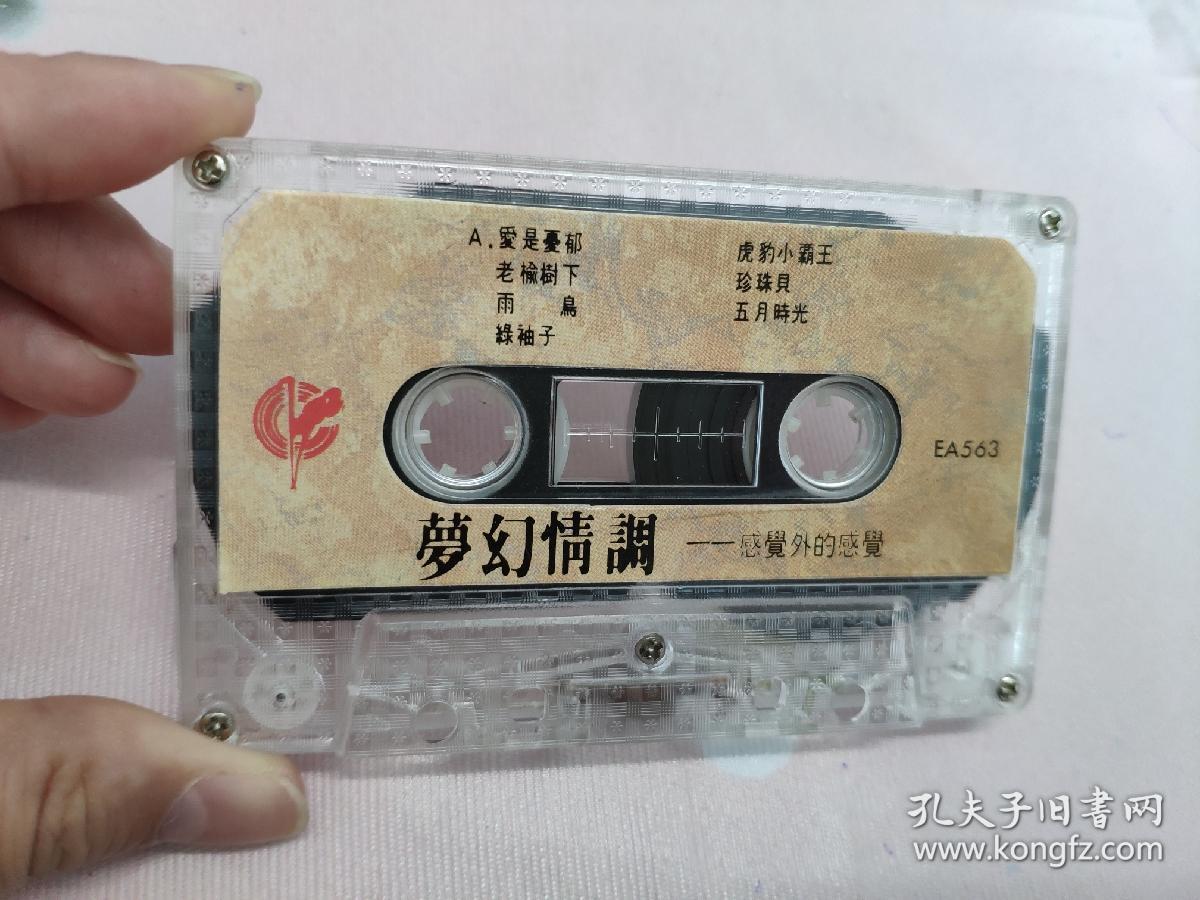 A.愛是憂郁
老榆樹下
雨 鳥
綠袖子
虎豹小霸王
珍珠貝
五月時光
EA563
夢幻情調 ——感覺外的感覺
孔夫子旧书网
www.kongfz.com